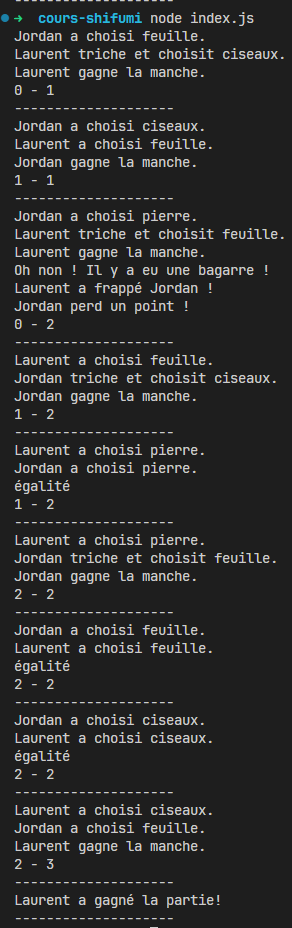 --------------------
➜  cours-shifumi node index.js
Jordan a choisi feuille.
Laurent triche et choisit ciseaux.
Laurent gagne la manche.
0 - 1
--------------------
Jordan a choisi ciseaux.
Laurent a choisi feuille.
Jordan gagne la manche.
1 - 1
--------------------
Jordan a choisi pierre.
Laurent triche et choisit feuille.
Laurent gagne la manche.
Oh non ! Il y a eu une bagarre !
Laurent a frappé Jordan !
Jordan perd un point !
0 - 2
--------------------
Laurent a choisi feuille.
Jordan triche et choisit ciseaux.
Jordan gagne la manche.
1 - 2
--------------------
Laurent a choisi pierre.
Jordan a choisi pierre.
égalité
1 - 2
--------------------
Laurent a choisi pierre.
Jordan triche et choisit feuille.
Jordan gagne la manche.
2 - 2
--------------------
Jordan a choisi feuille.
Laurent a choisi feuille.
égalité
2 - 2
--------------------
Jordan a choisi ciseaux.
Laurent a choisi ciseaux.
égalité
2 - 2
--------------------
Laurent a choisi ciseaux.
Jordan a choisi feuille.
Laurent gagne la manche.
2 - 3
--------------------
Laurent a gagné la partie!
--------------------